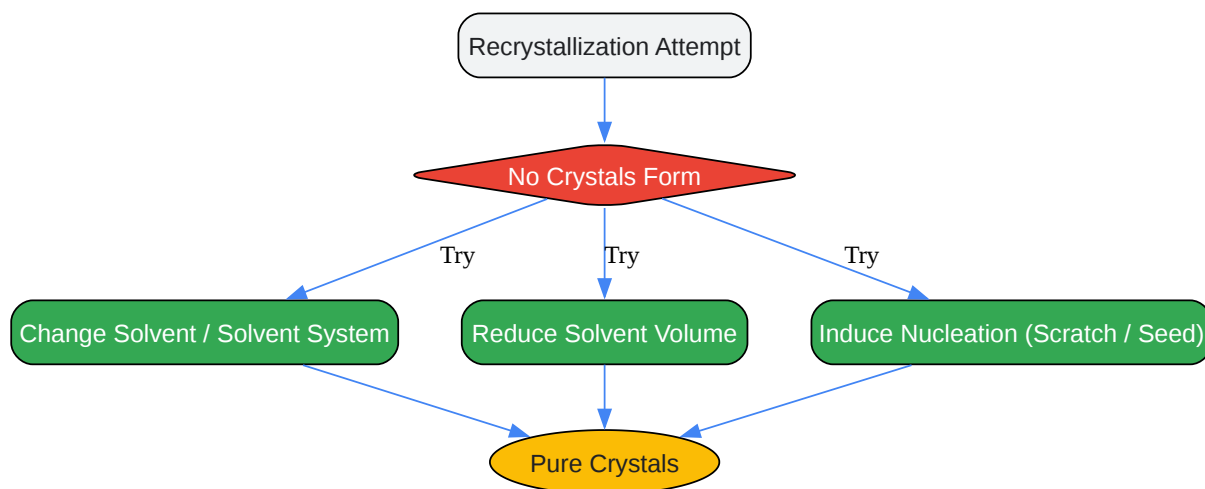 Recrystallization Attempt
No Crystals Form
Try
Try
Try
Change Solvent / Solvent System
Reduce Solvent Volume
Induce Nucleation (Scratch / Seed)
Pure Crystals